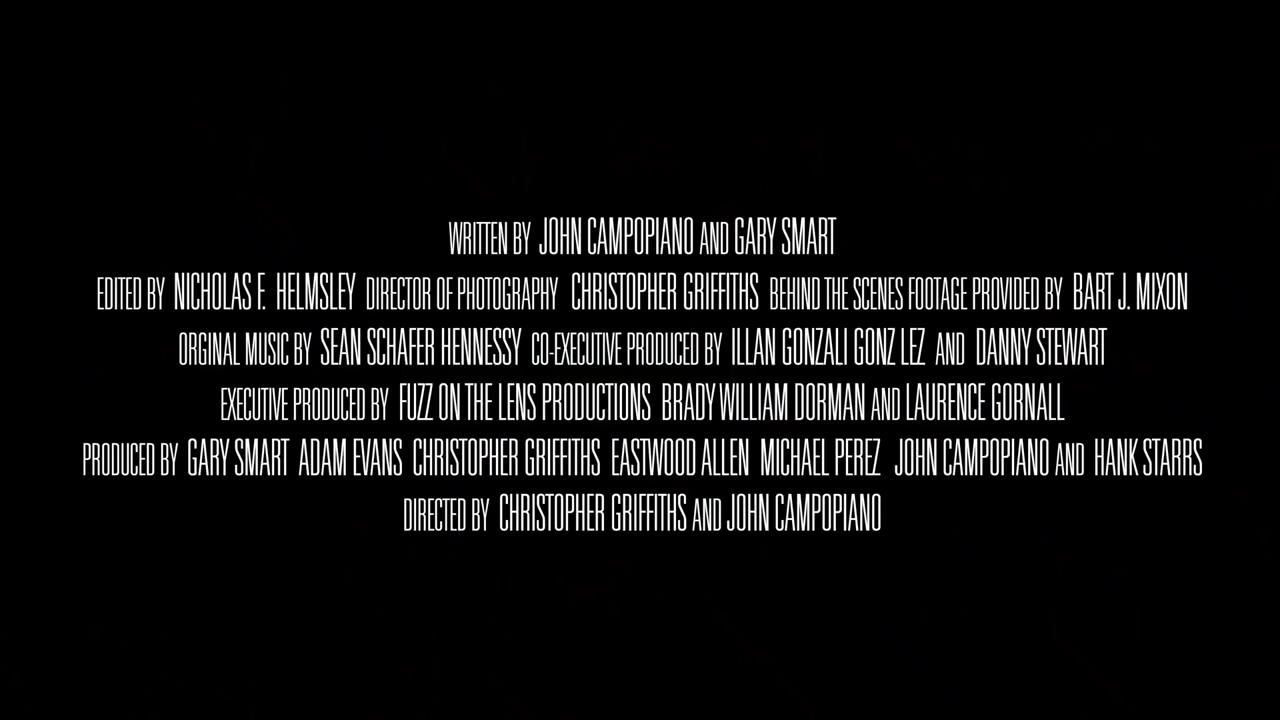 WRITTEN BY JOHN CAMPOPIANO AND GARY SMART
EDITED BY NICHOLAS F. HELMSLEY DIRECTOR OF PHOTOGRAPHY CHRISTOPHER GRIFFITHS BEHIND THE SCENES FOOTAGE PROVIDED BY BART J. MIXON
ORGINAL MUSIC BY SEAN SCHAFER HENNESSY CO-EXECUTIVE PRODUCED BY ILLAN GONZALI GONZ LEZ AND DANNY STEWART
EXECUTIVE PRODUCED BY FUZZ ON THE LENS PRODUCTIONS BRADY WILLIAM DORMAN AND LAURENCE GORNALL
PRODUCED BY GARY SMART ADAM EVANS CHRISTOPHER GRIFFITHS EASTWOOD ALLEN MICHAEL PEREZ JOHN CAMPOPIANO AND HANK STARRS
DIRECTED BY CHRISTOPHER GRIFFITHS AND JOHN CAMPOPIANO